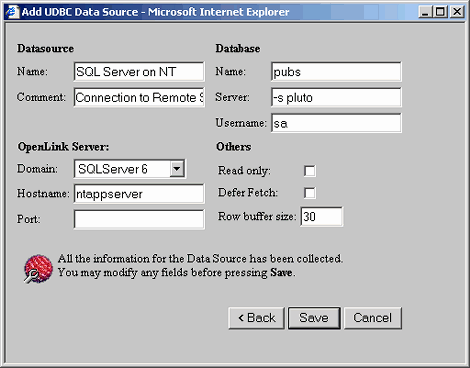 Add UDBC Data Source - Microsoft Internet Explorer
Datasource
Name: SQL Server on NT
Comment: Connection to Remote S
Database
Name: pubs
Server: -s pluto
Username: sa
OpenLink Server:
Domain: SQLServer 6
Hostname: ntappserver
Port:
Others
Read only:
Defer Fetch:
Row buffer size: 30
All the information for the Data Source has been collected.
You may modify any fields before pressing Save.
< Back Save Cancel